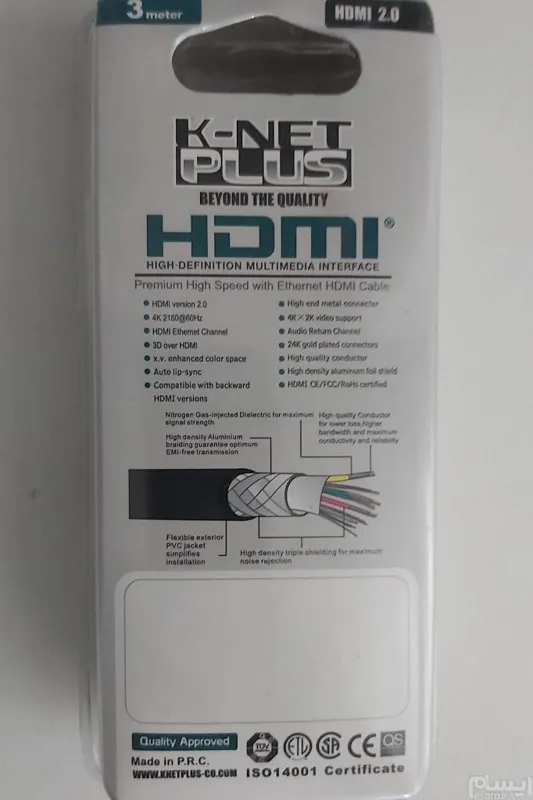 3 meter
HDMI 2.0
K-NET
PLUS
BEYOND THE QUALITY
HDMI®
HIGH-DEFINITION MULTIMEDIA INTERFACE
Premium High Speed with Ethernet HDMI Cable
HDMI version 2.0
4K 2160@60Hz
HDMI Ethernet Channel
3D over HDMI
x.v. enhanced color space
Auto lip-sync
Compatible with backward
HDMI versions
High end metal connector
4K×2K video support
Audio Return Channel
24K gold plated connectors
High quality conductor
High density aluminum foil shield
HDMI CE/FCC/RoHs certified
Nitrogen Gas-injected Dielectric for maximum
signal strength
High quality Conductor
for lower loss,higher
bandwidth and maximum
conductivity and reliability
High density Aluminium
braiding guarantee optimum
EMI-free transmission
Flexible exterior
PVC jacket
simplifies
installation
High density triple shielding for maximum
noise rejection
Quality Approved
Made in P.R.C.
WWW.KNETPLUS-CO.COM
TUV
ETL
CE
QS
ISO14001 Certificate
ایسام